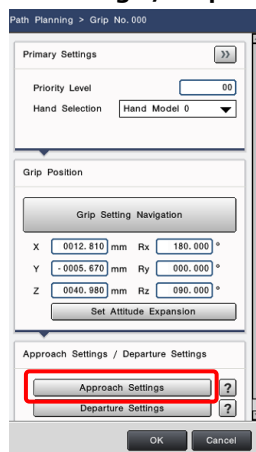 Path Planning > Grip No.000
Primary Settings >>
Priority Level 00
Hand Selection Hand Model 0
Grip Position
Grip Setting Navigation
X 0012.810 mm Rx 180.000 °
Y -0005.670 mm Ry 000.000 °
Z 0040.980 mm Rz 090.000 °
Set Attitude Expansion
Approach Settings / Departure Settings
Approach Settings ?
Departure Settings ?
OK Cancel